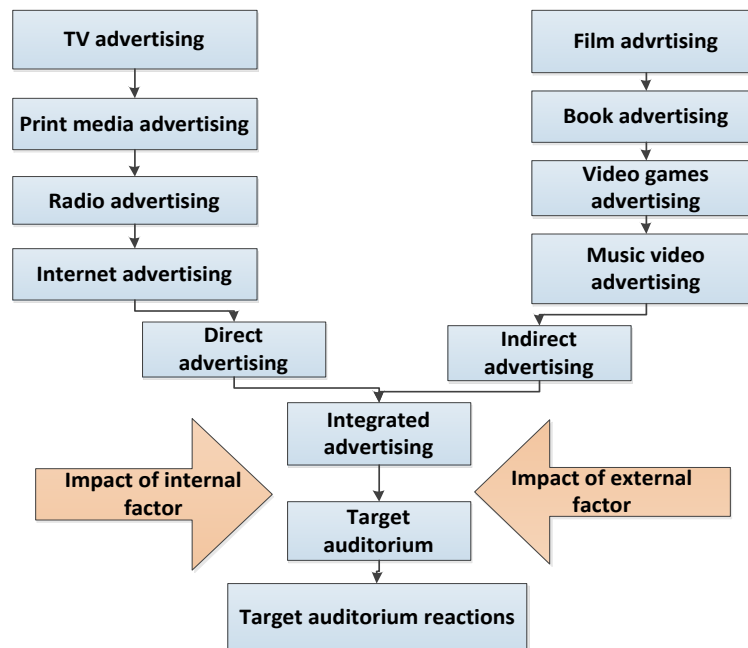 TV advertising
Film advrtising
Print media advertising
Book advertising
Radio advertising
Video games
advertising
Internet advertising
Music video
advertising
Direct
advertising
Indirect
advertising
Integrated
advertising
Impact of internal
factor
Impact of external
factor
Target
auditorium
Target auditorium reactions